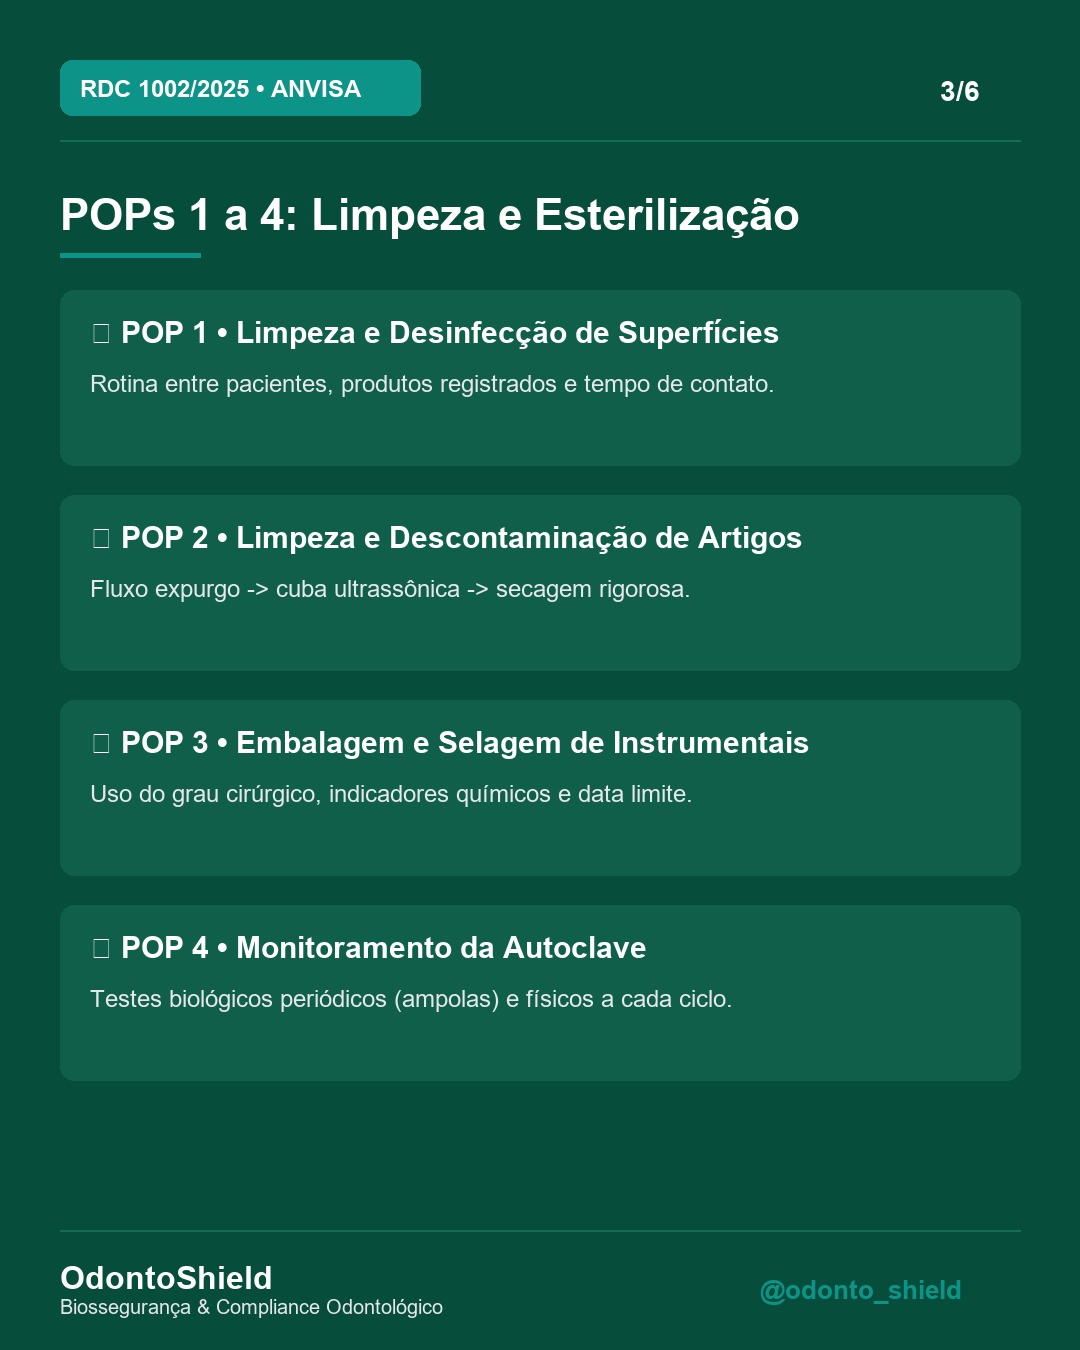 RDC 1002/2025 • ANVISA
3/6
POPs 1 a 4: Limpeza e Esterilização
POP 1 • Limpeza e Desinfecção de Superfícies
Rotina entre pacientes, produtos registrados e tempo de contato.
POP 2 • Limpeza e Descontaminação de Artigos
Fluxo expurgo -> cuba ultrassônica -> secagem rigorosa.
POP 3 • Embalagem e Selagem de Instrumentais
Uso do grau cirúrgico, indicadores químicos e data limite.
POP 4 • Monitoramento da Autoclave
Testes biológicos periódicos (ampolas) e físicos a cada ciclo.
OdontoShield
Biossegurança & Compliance Odontológico
@odonto_shield